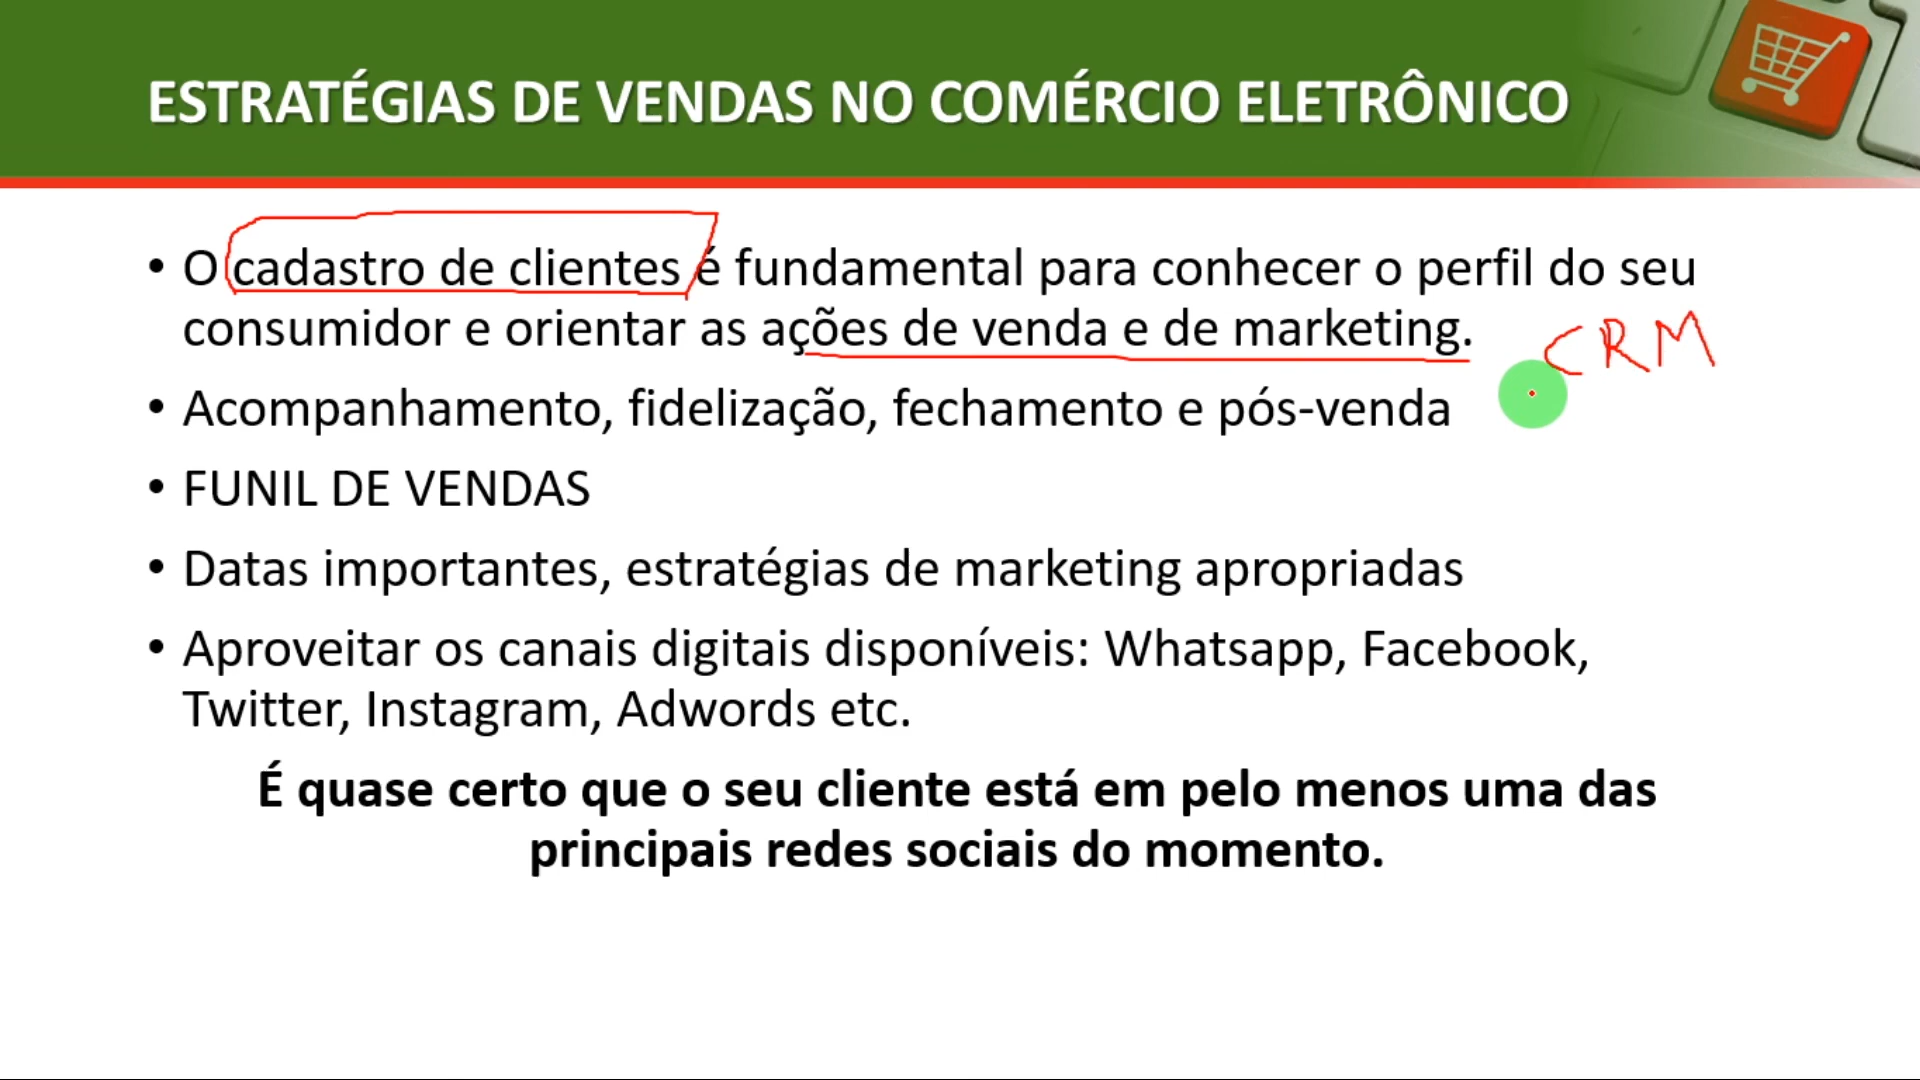 ESTRATÉGIAS DE VENDAS NO COMÉRCIO ELETRÔNICO
• O cadastro de clientes é fundamental para conhecer o perfil do seu
consumidor e orientar as ações de venda e de marketing.
CRM
• Acompanhamento, fidelização, fechamento e pós-venda
• FUNIL DE VENDAS
• Datas importantes, estratégias de marketing apropriadas
• Aproveitar os canais digitais disponíveis: Whatsapp, Facebook,
Twitter, Instagram, Adwords etc.
É quase certo que o seu cliente está em pelo menos uma das
principais redes sociais do momento.